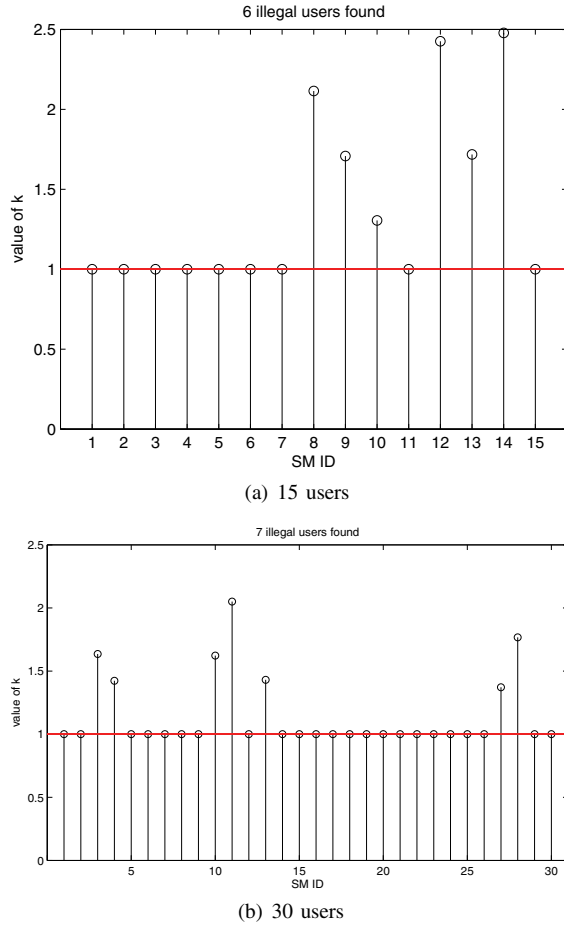 6 illegal users found
2.5
2
1.5
1
0.5
0
value of k
1 2 3 4 5 6 7 8 9 10 11 12 13 14 15
SM ID
(a) 15 users
7 illegal users found
2.5
2
1.5
1
0.5
0
value of k
5 10 15 20 25 30
SM ID
(b) 30 users